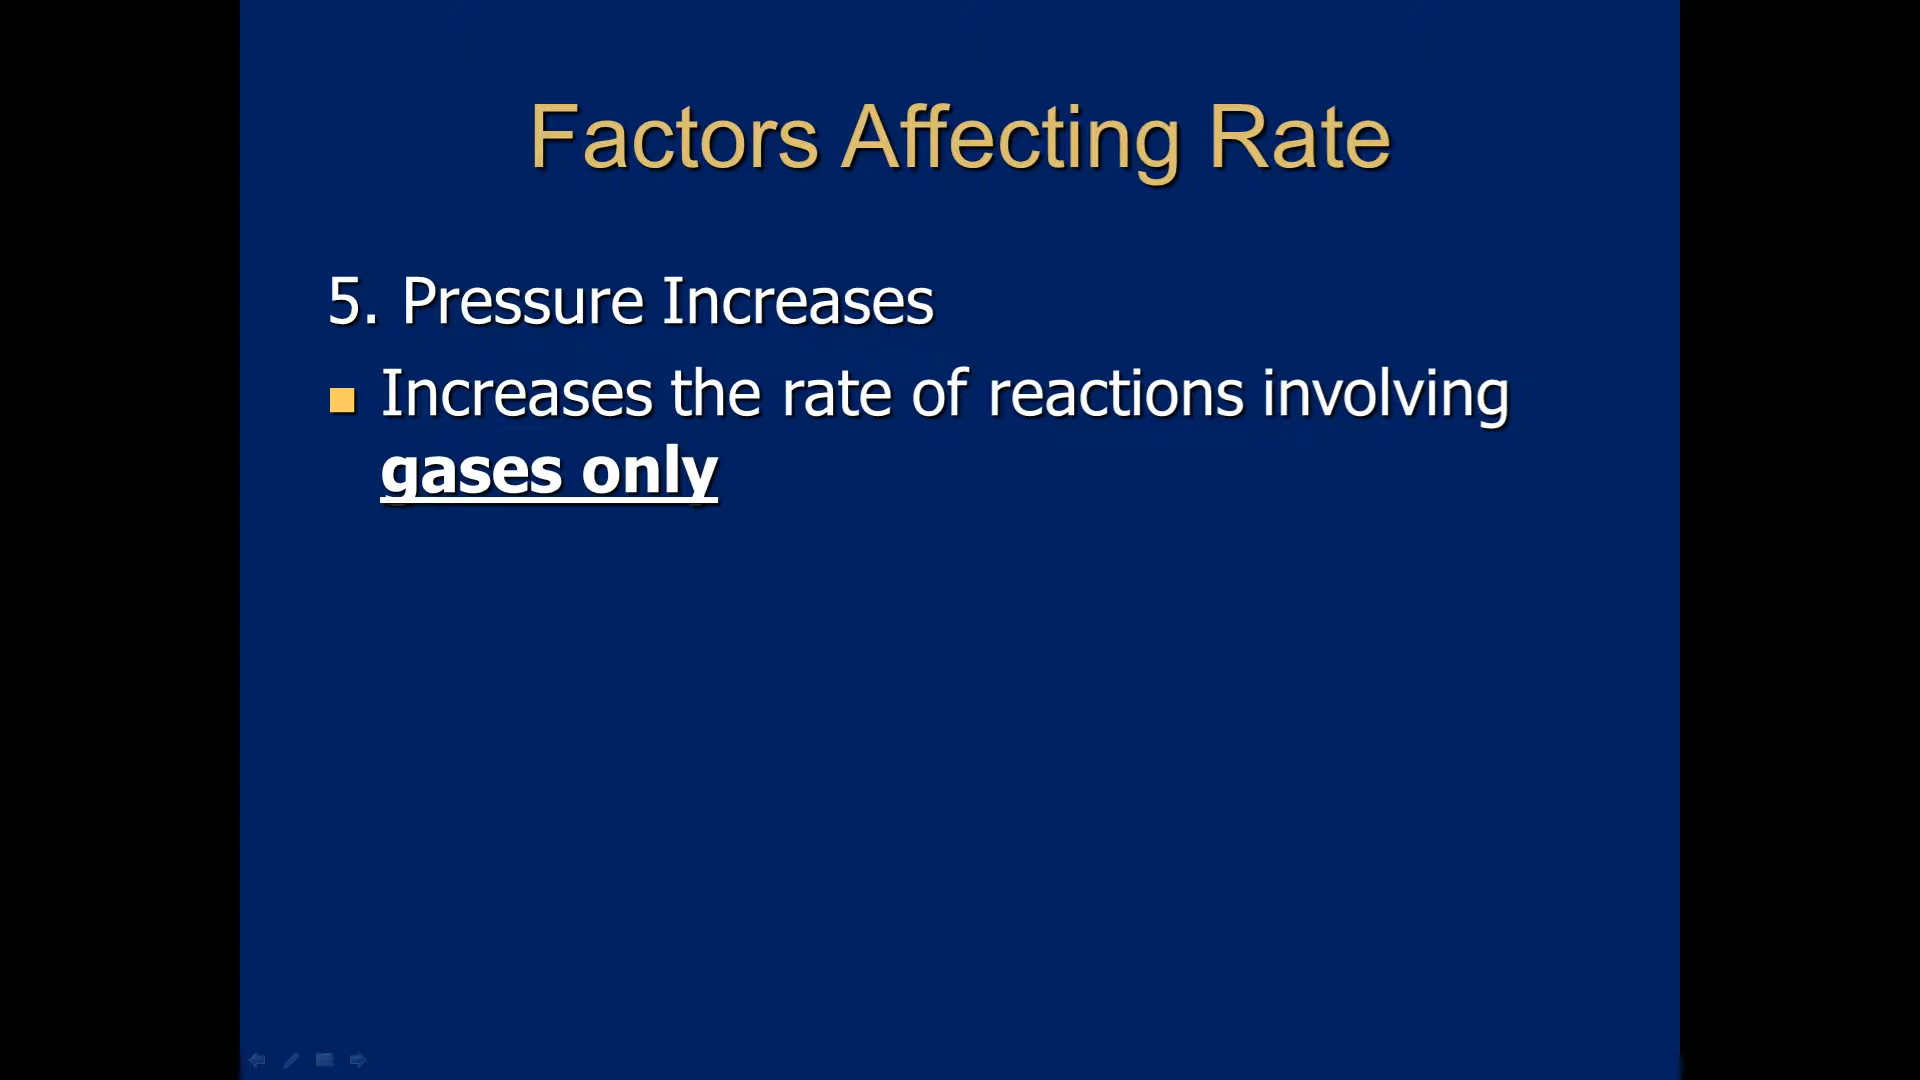 Factors Affecting Rate
5. Pressure Increases
Increases the rate of reactions involving
gases only